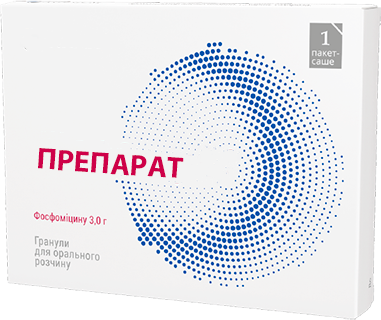 1
пакет-
саше
ПРЕПАРАТ
Фосфоміцину 3,0 г
Гранули
для орального
розчину